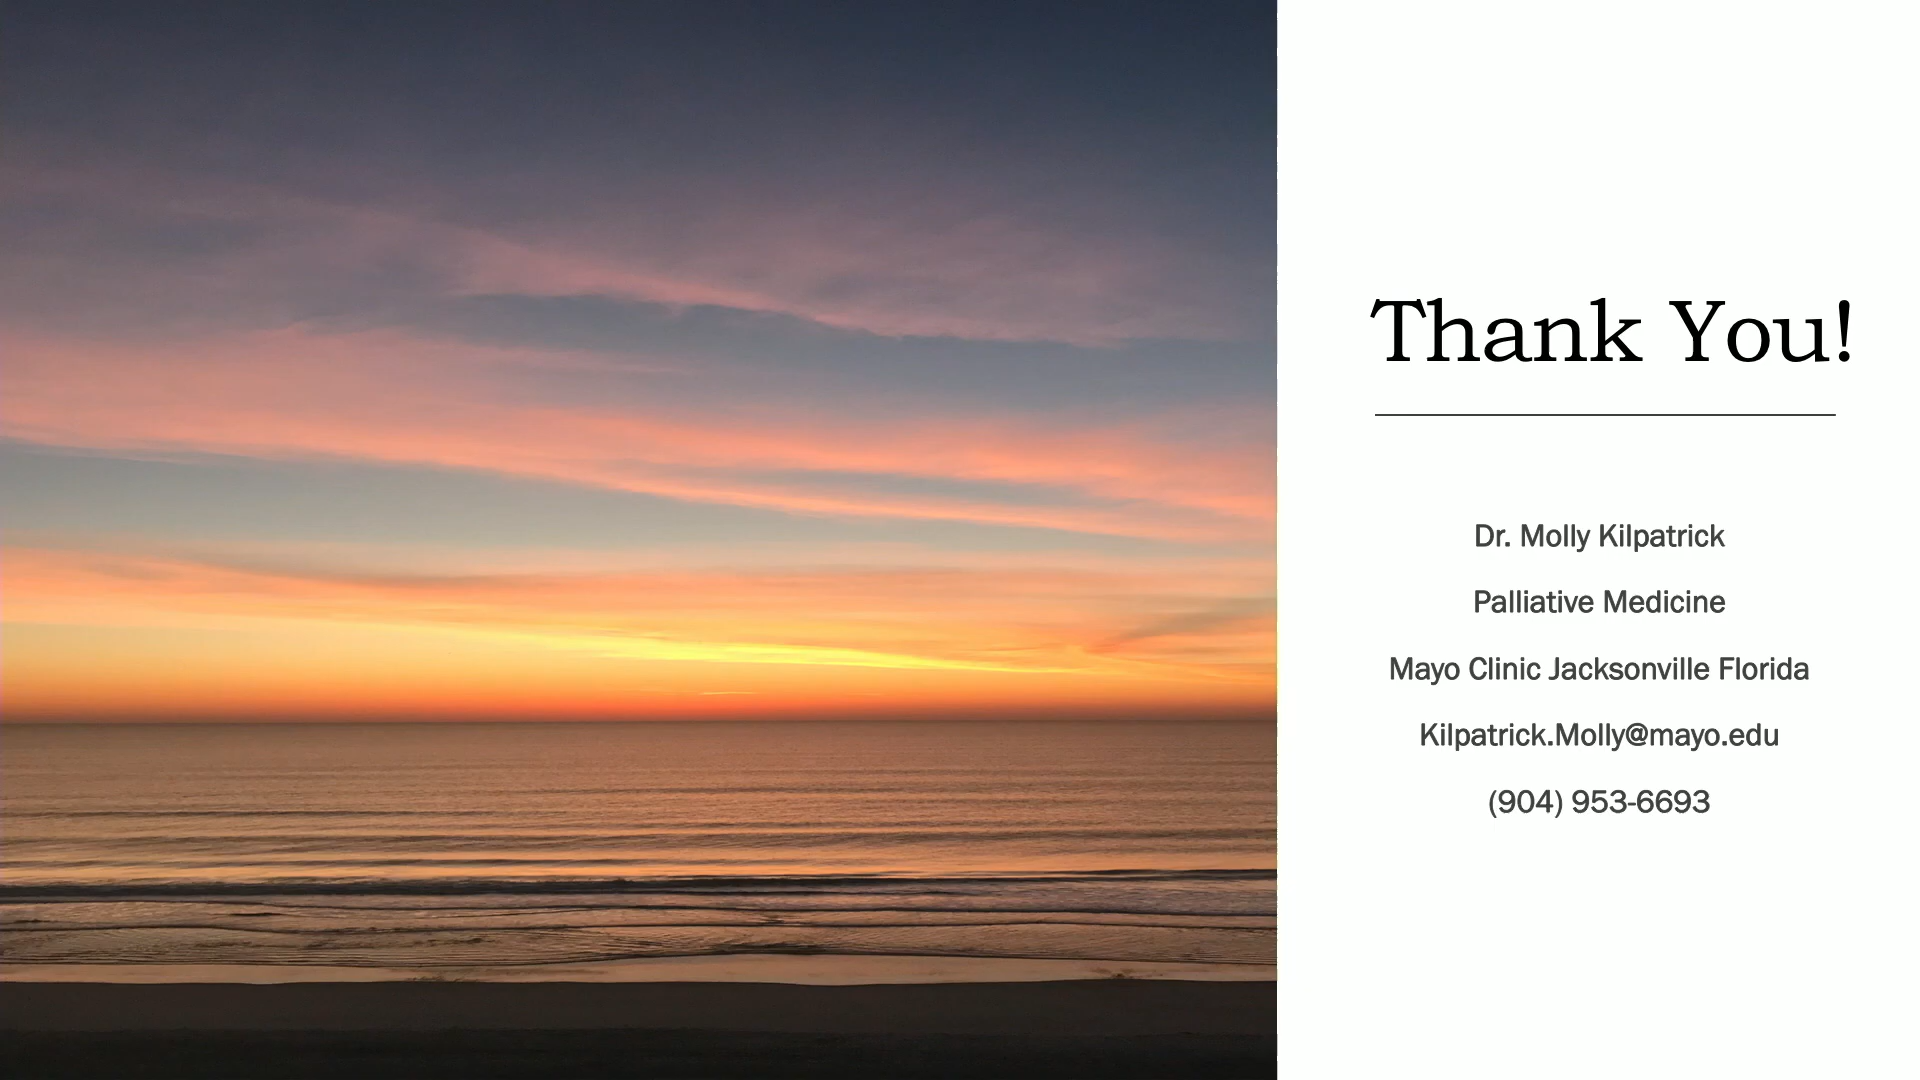 Thank You!
Dr. Molly Kilpatrick
Palliative Medicine
Mayo Clinic Jacksonville Florida
Kilpatrick.Molly@mayo.edu
(904) 953-6693